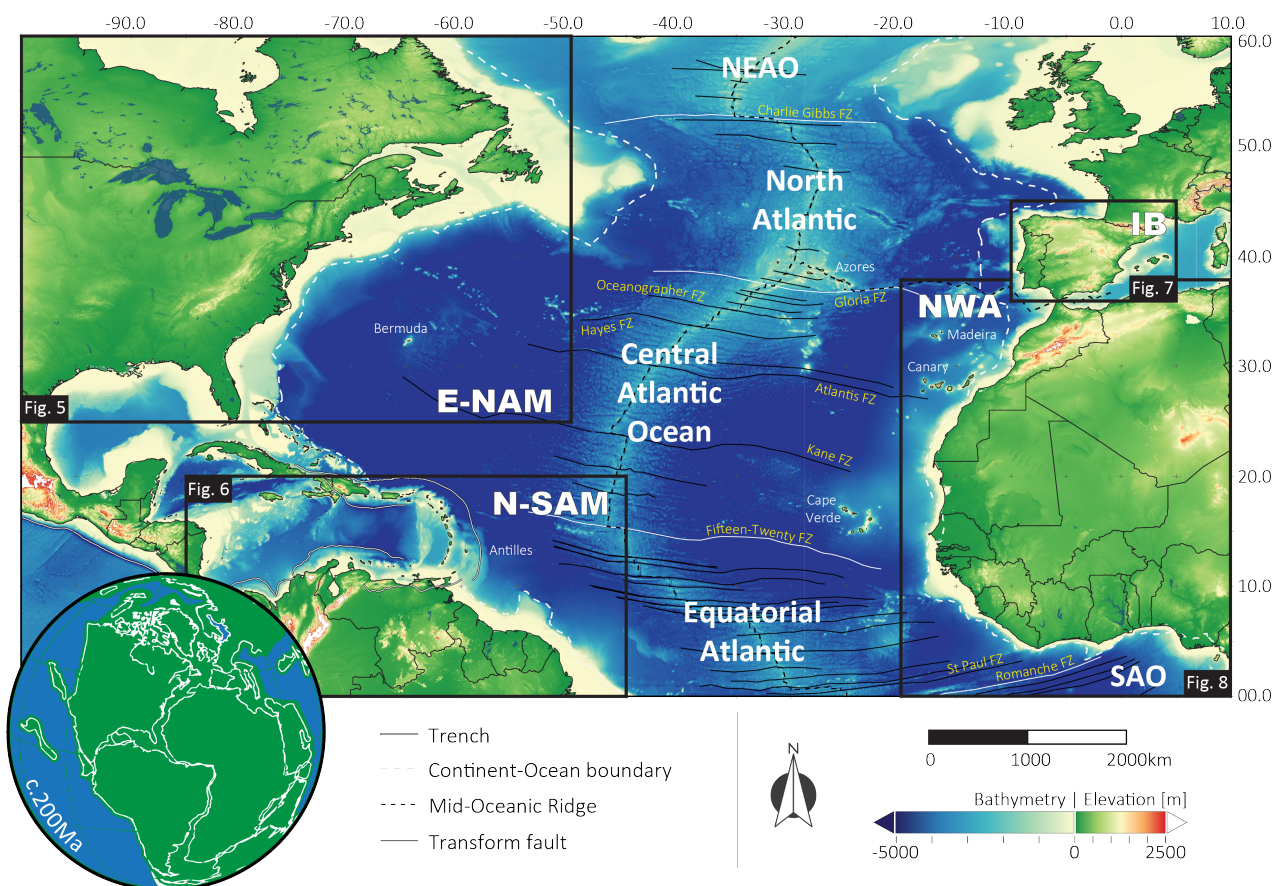 -90.0 -80.0 -70.0 -60.0 -50.0 -40.0 -30.0 -20.0 -10.0 0.0 10.0
60.0
NEAO
Charlie Gibbs FZ
50.0
North
Atlantic
IB
40.0
Azores
Oceanographer FZ
Gloria FZ
Fig. 7
NWA
Bermuda
Hayes FZ
Madeira
Central
Atlantic
Ocean
30.0
Canary
Atlantis FZ
Fig. 5
E-NAM
Kane FZ
20.0
Fig. 6
N-SAM
Cape
Verde
Fifteen-Twenty FZ
Antilles
10.0
Equatorial
Atlantic
St Paul FZ
Romanche FZ
SAO
Fig. 8
00.0
c.200Ma
Trench
Continent-Ocean boundary
Mid-Oceanic Ridge
Transform fault
N
0 1000 2000km
Bathymetry | Elevation [m]
-5000 0 2500